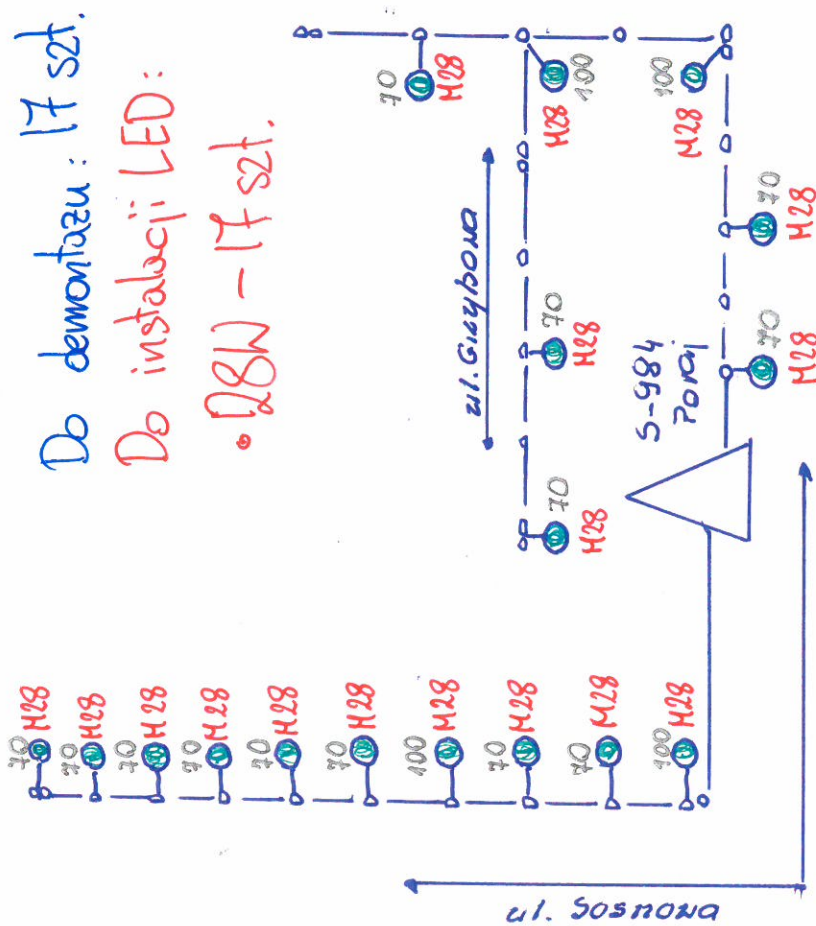 Do demontażu: 17 szt.
Do instalacji LED:
• 28W – 17 szt.
70
M28
70
M28
70
M28
70
M28
70
M28
70
M28
100
M28
70
M28
70
M28
100
M28
70
M28
100
M28
100
M28
70
M28
70
M28
70
M28
70
M28
ul. Grzybowa
S-984
Poraj
ul. Sosnowa